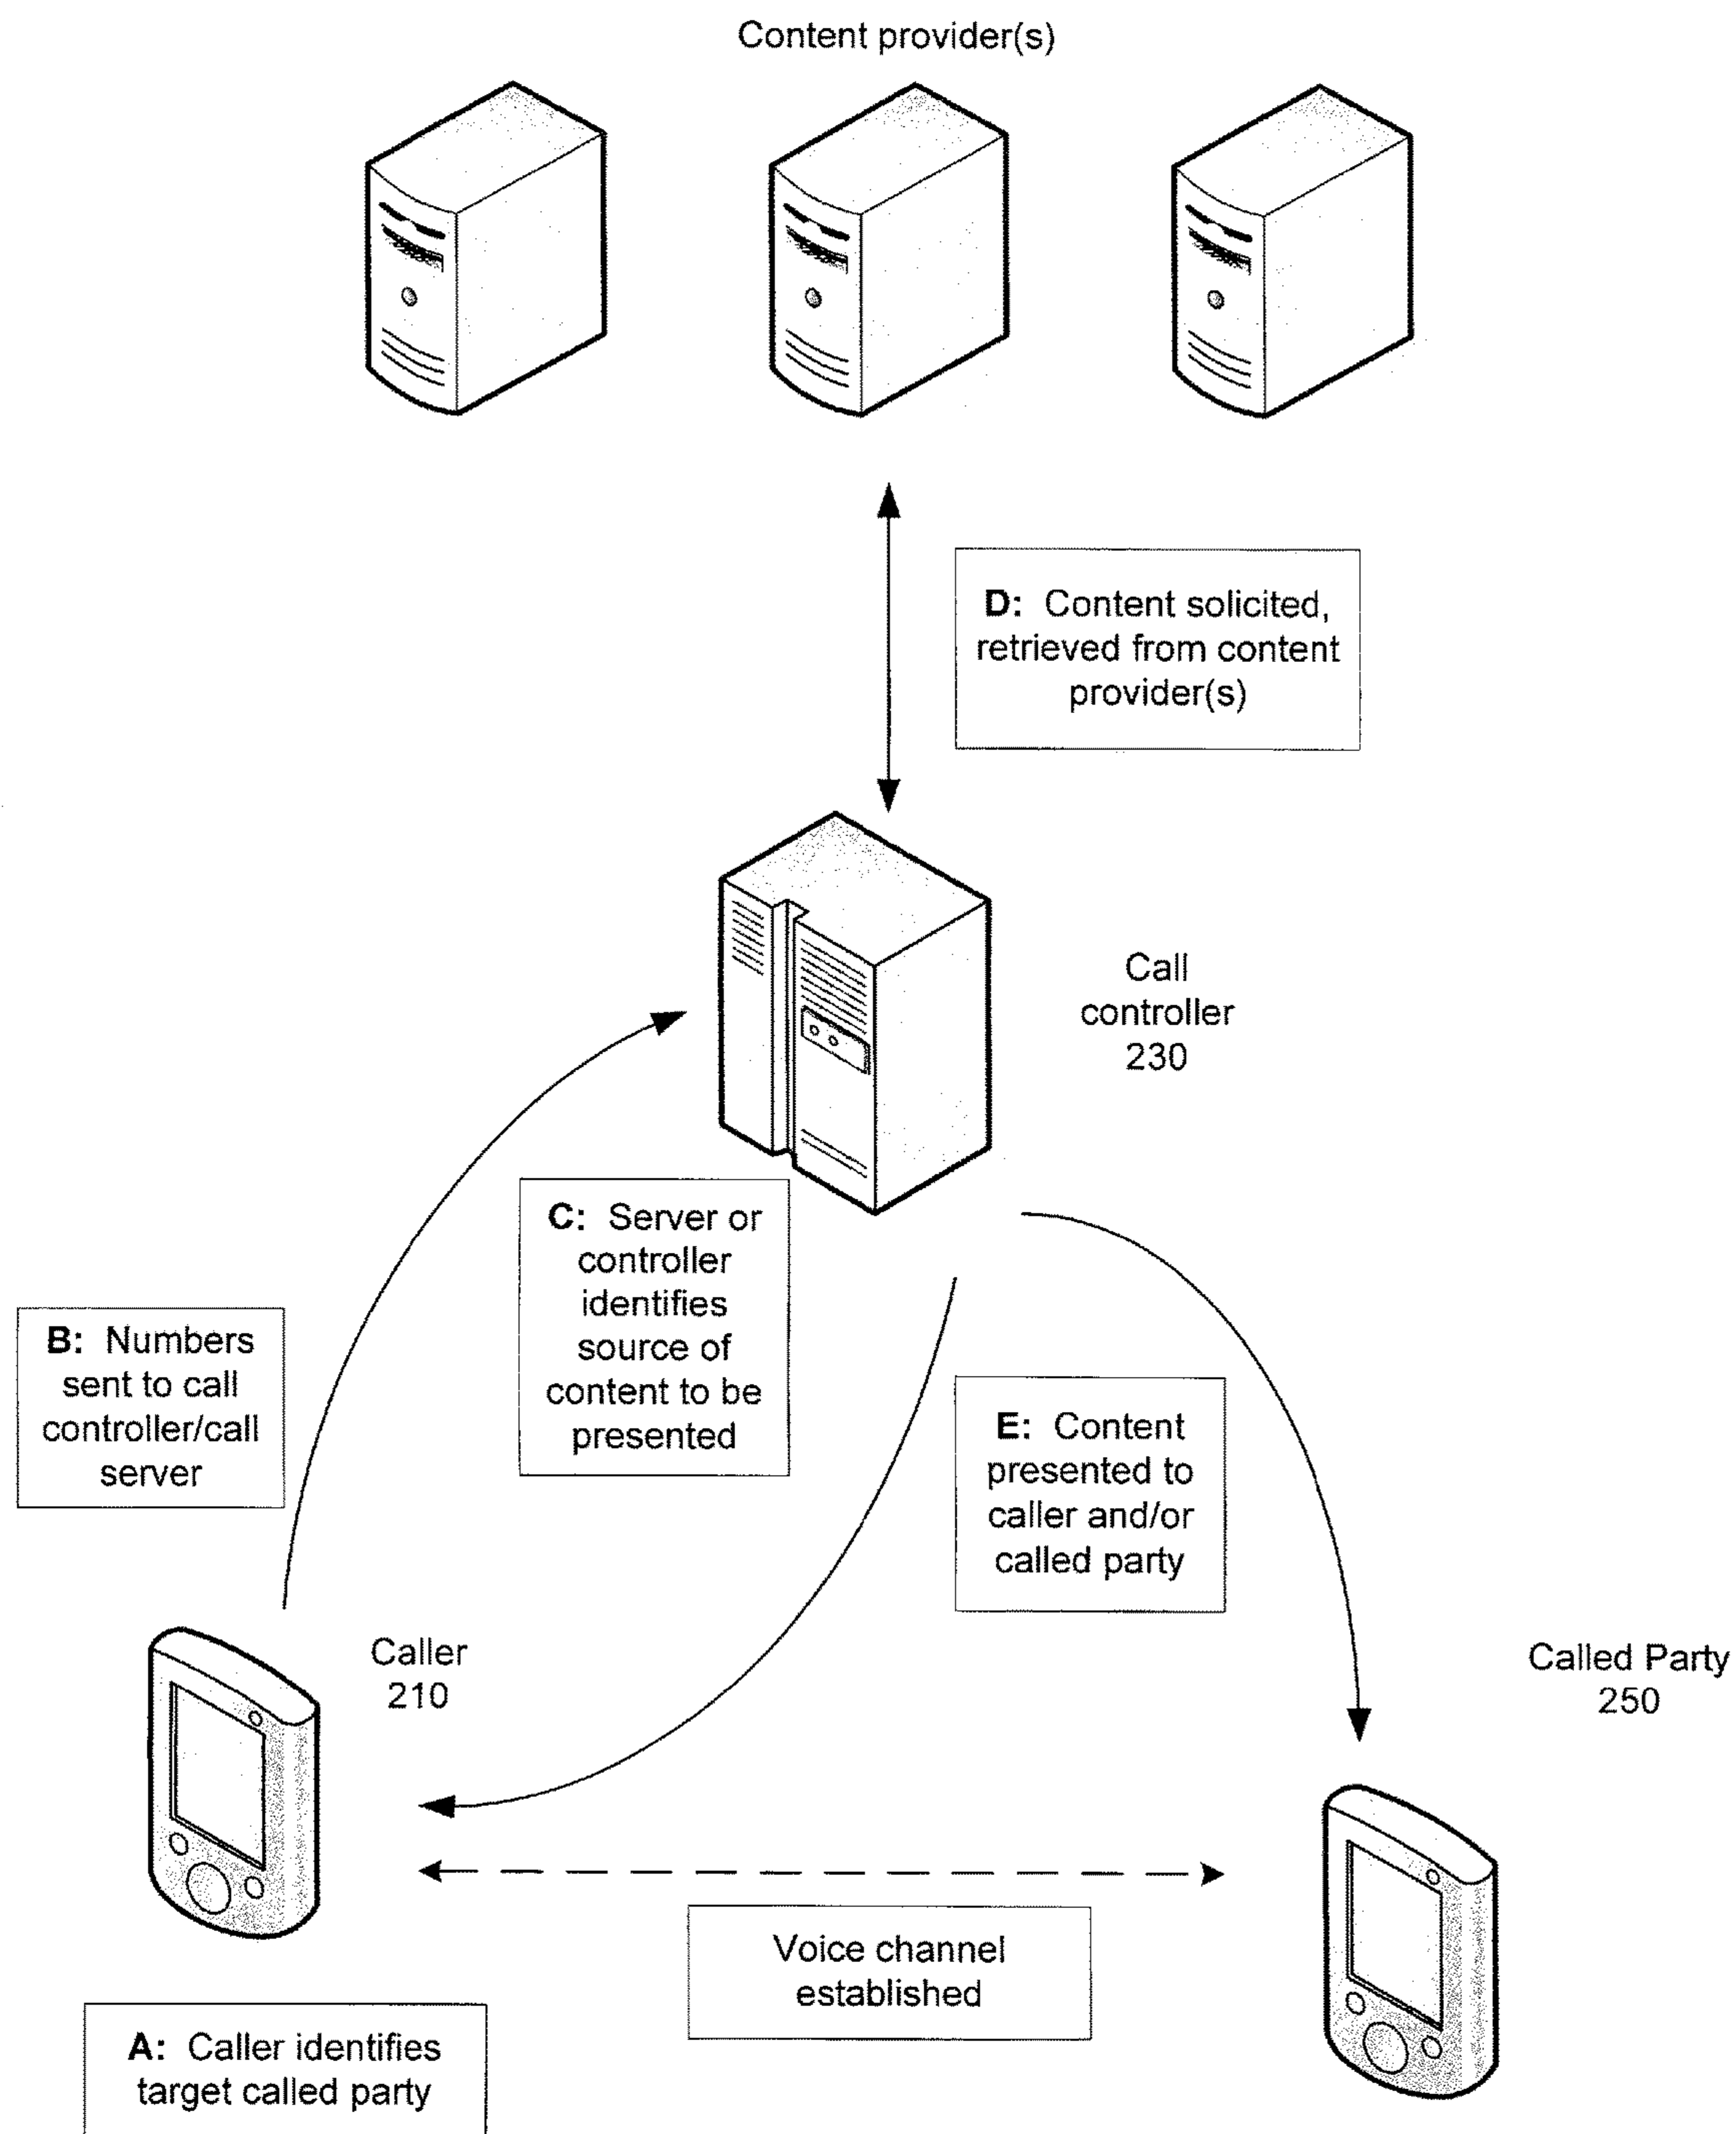 Content provider(s)
D: Content solicited,
retrieved from content
provider(s)
Call
controller
230
C: Server or
controller
identifies
source of
content to be
presented
B: Numbers
sent to call
controller/call
server
E: Content
presented to
caller and/or
called party
Caller
210
Called Party
250
Voice channel
established
A: Caller identifies
target called party